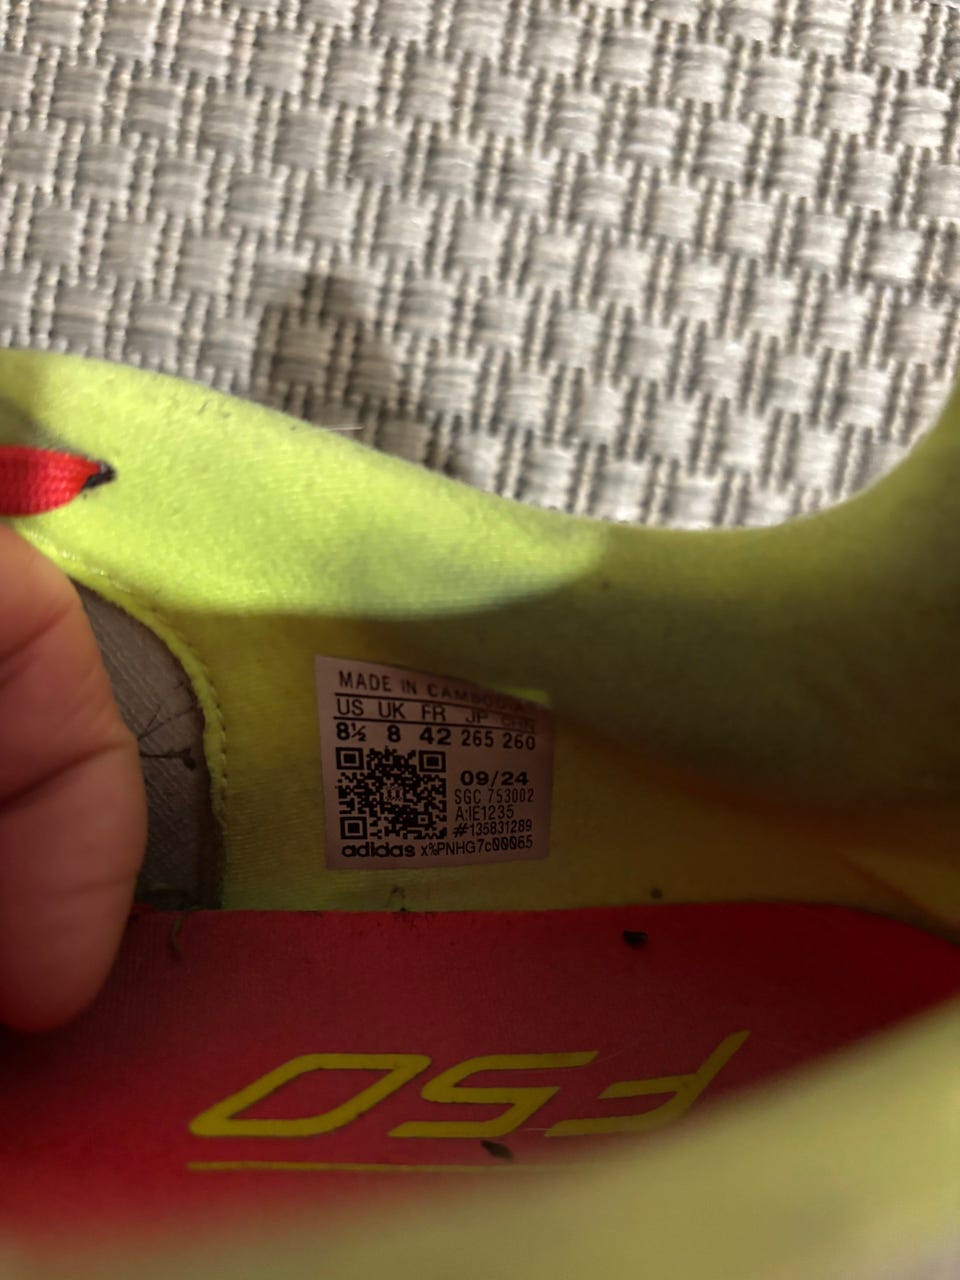 MADE IN CAMBODIA
US UK FR JP CHN
8½ 8 42 265 260
09/24
SGC 753002
A:IE1235
#135831289
adidas x%PNHG7c00065
F50